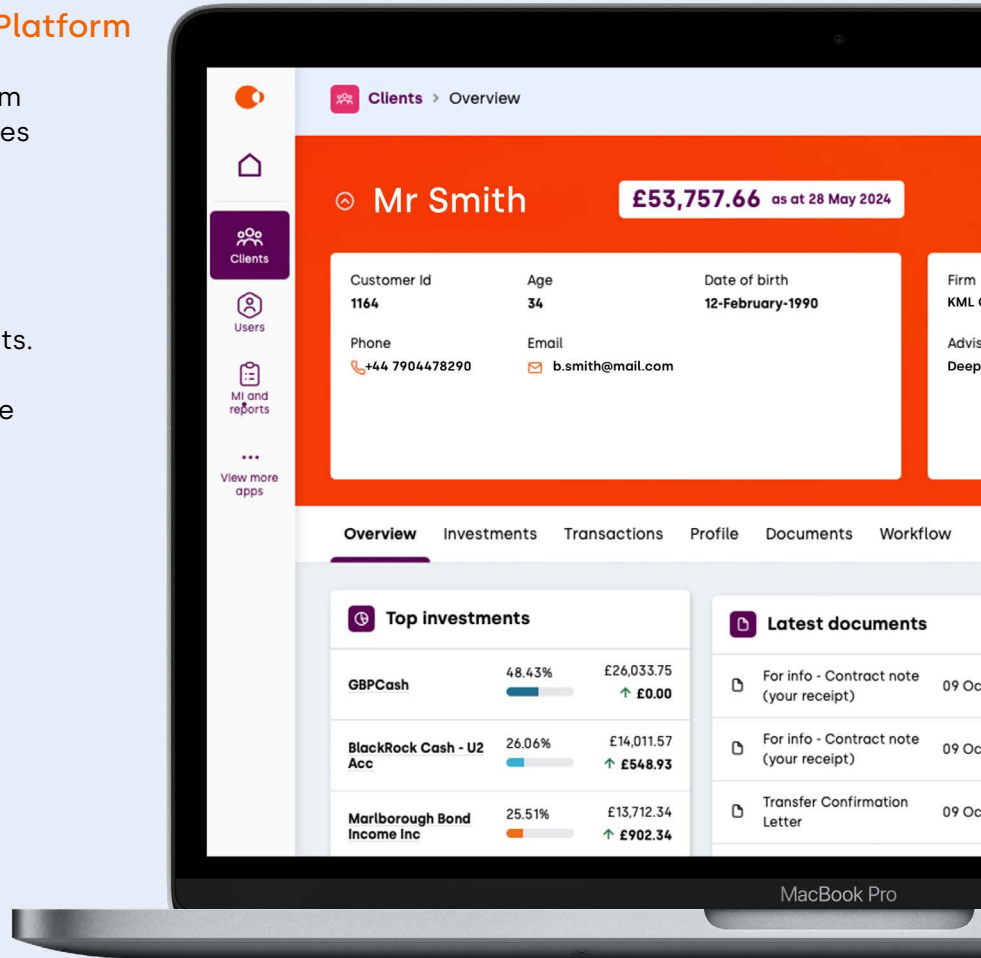 Platform
m
es
ts.
e
Clients > Overview
Mr Smith
£53,757.66 as at 28 May 2024
Clients
Users
MI and
reports
View more
apps
Customer Id
1164
Age
34
Date of birth
12-February-1990
Phone
+44 7904478290
Email
b.smith@mail.com
Firm
KML
Advis
Deep
Overview Investments Transactions Profile Documents Workflow
Top investments
GBPCash
48.43%
£26,033.75
↑ £0.00
BlackRock Cash - U2
Acc
26.06%
£14,011.57
↑ £548.93
Marlborough Bond
Income Inc
25.51%
£13,712.34
↑ £902.34
Latest documents
For info - Contract note
(your receipt)
09 Oc
For info - Contract note
(your receipt)
09 Oc
Transfer Confirmation
Letter
09 Oc
MacBook Pro